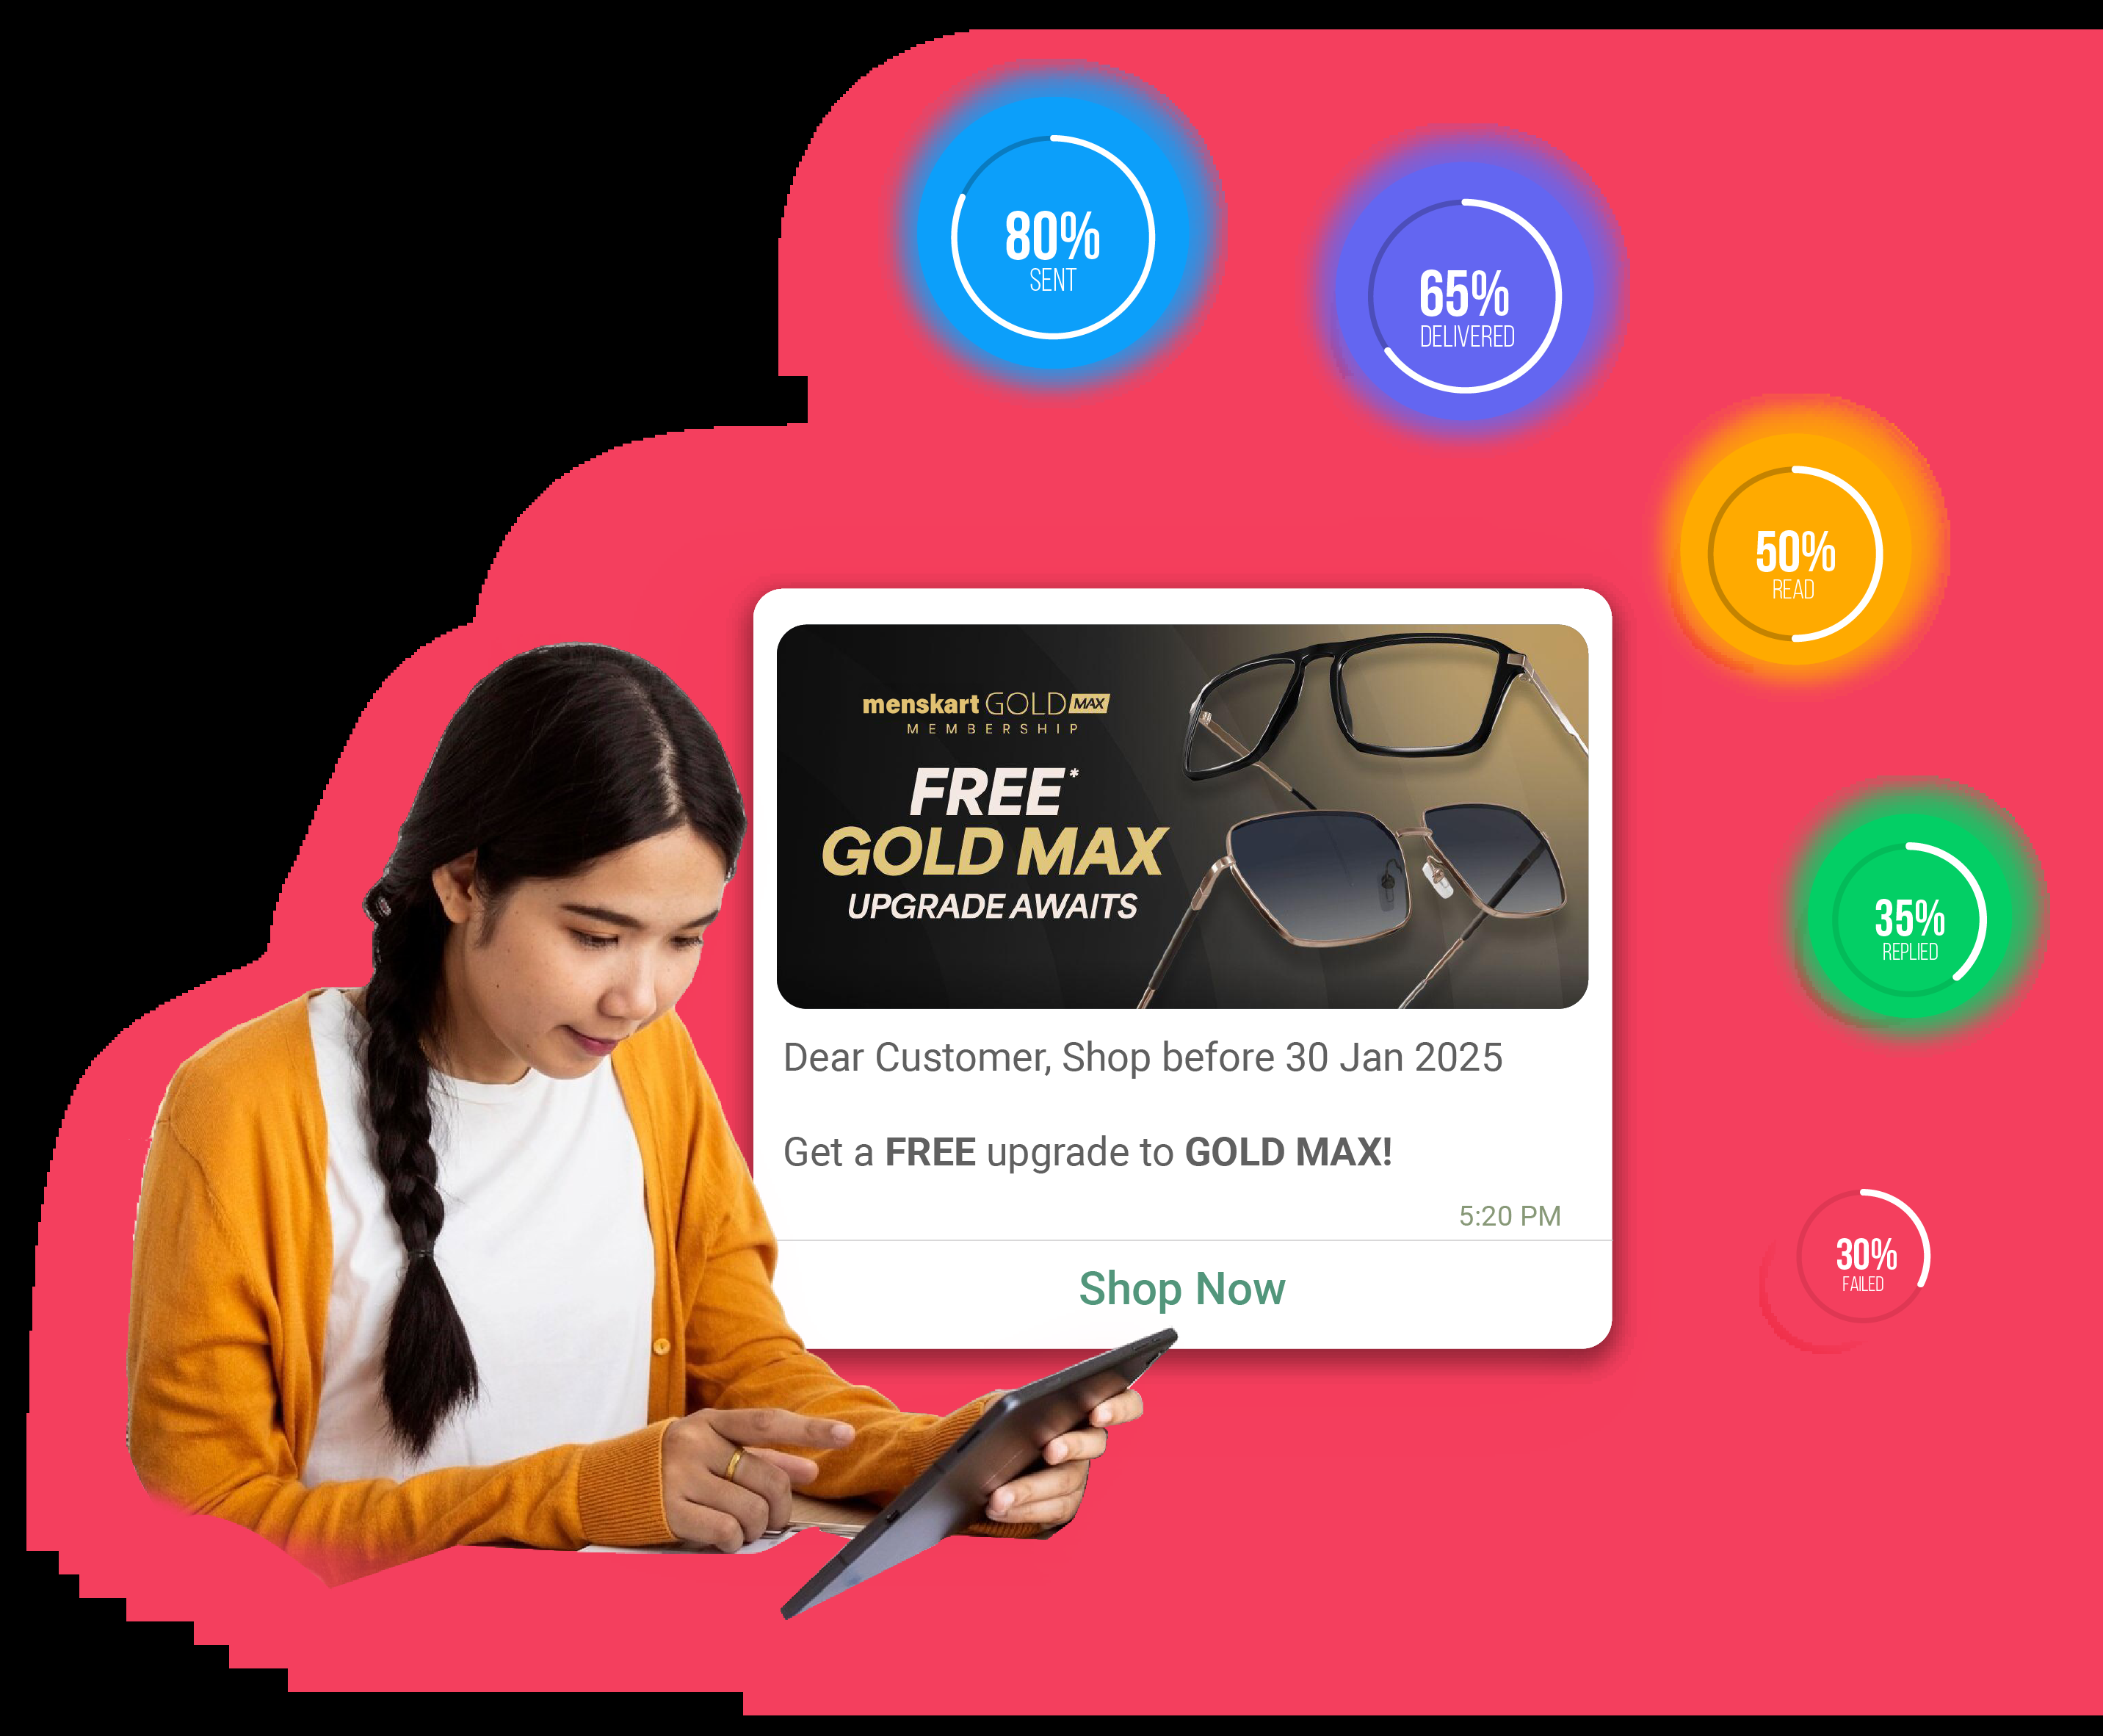 80%
SENT
65%
DELIVERED
50%
READ
menskart GOLD MAX
MEMBERSHIP
FREE*
GOLD MAX
UPGRADE AWAITS
35%
REPLIED
Dear Customer, Shop before 30 Jan 2025
Get a FREE upgrade to GOLD MAX!
5:20 PM
Shop Now
30%
FAILED